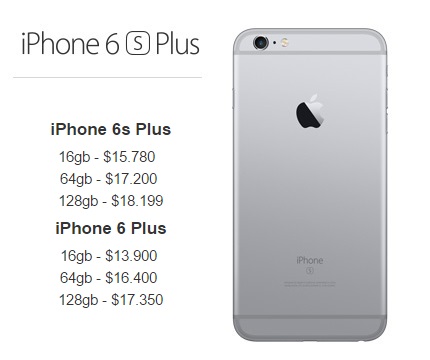 iPhone 6 S Plus
iPhone 6s Plus
16gb - $15.780
64gb - $17.200
128gb - $18.199
iPhone 6 Plus
16gb - $13.900
64gb - $16.400
128gb - $17.350
iPhone
S